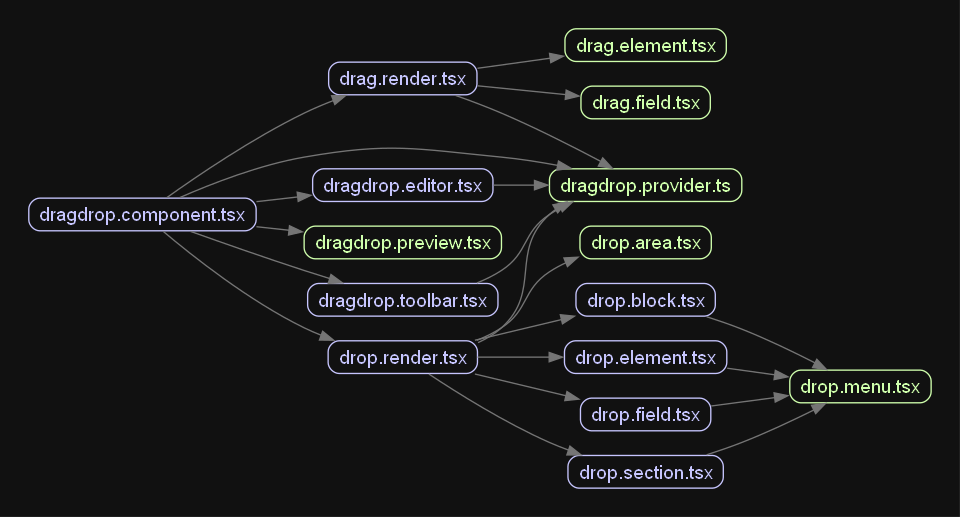 drag.element.tsx
drag.render.tsx
drag.field.tsx
dragdrop.editor.tsx
dragdrop.provider.ts
dragdrop.component.tsx
dragdrop.preview.tsx
drop.area.tsx
dragdrop.toolbar.tsx
drop.block.tsx
drop.render.tsx
drop.element.tsx
drop.menu.tsx
drop.field.tsx
drop.section.tsx